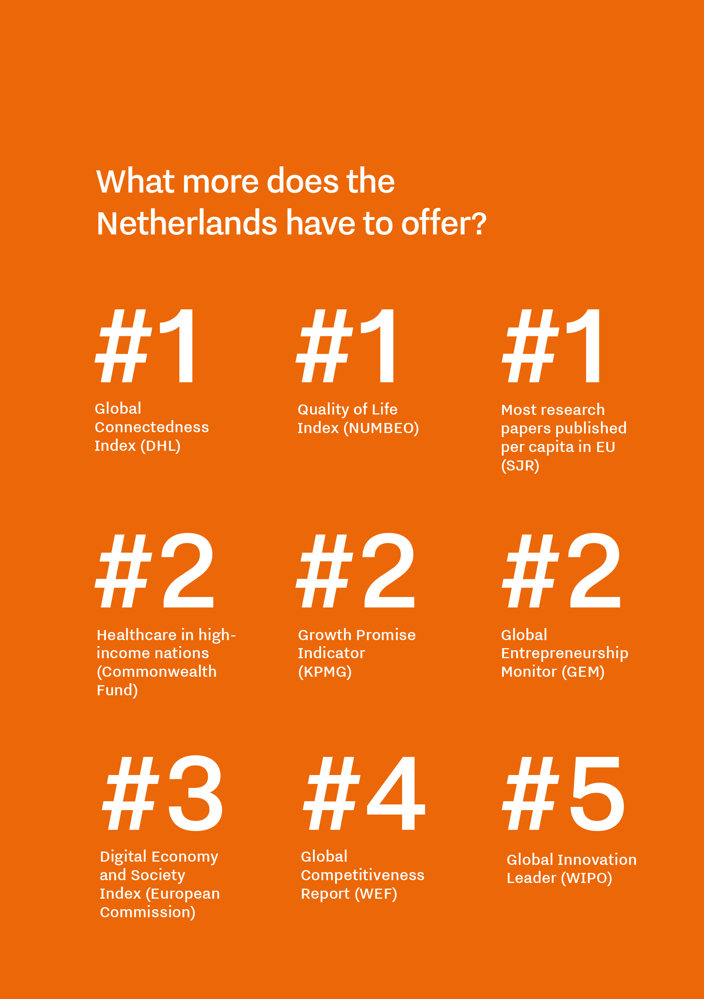 What more does the
Netherlands have to offer?
#1
Global
Connectedness
Index (DHL)
#1
Quality of Life
Index (NUMBEO)
#1
Most research
papers published
per capita in EU
(SJR)
#2
Healthcare in high-
income nations
(Commonwealth
Fund)
#2
Growth Promise
Indicator
(KPMG)
#2
Global
Entrepreneurship
Monitor (GEM)
#3
Digital Economy
and Society
Index (European
Commission)
#4
Global
Competitiveness
Report (WEF)
#5
Global Innovation
Leader (WIPO)